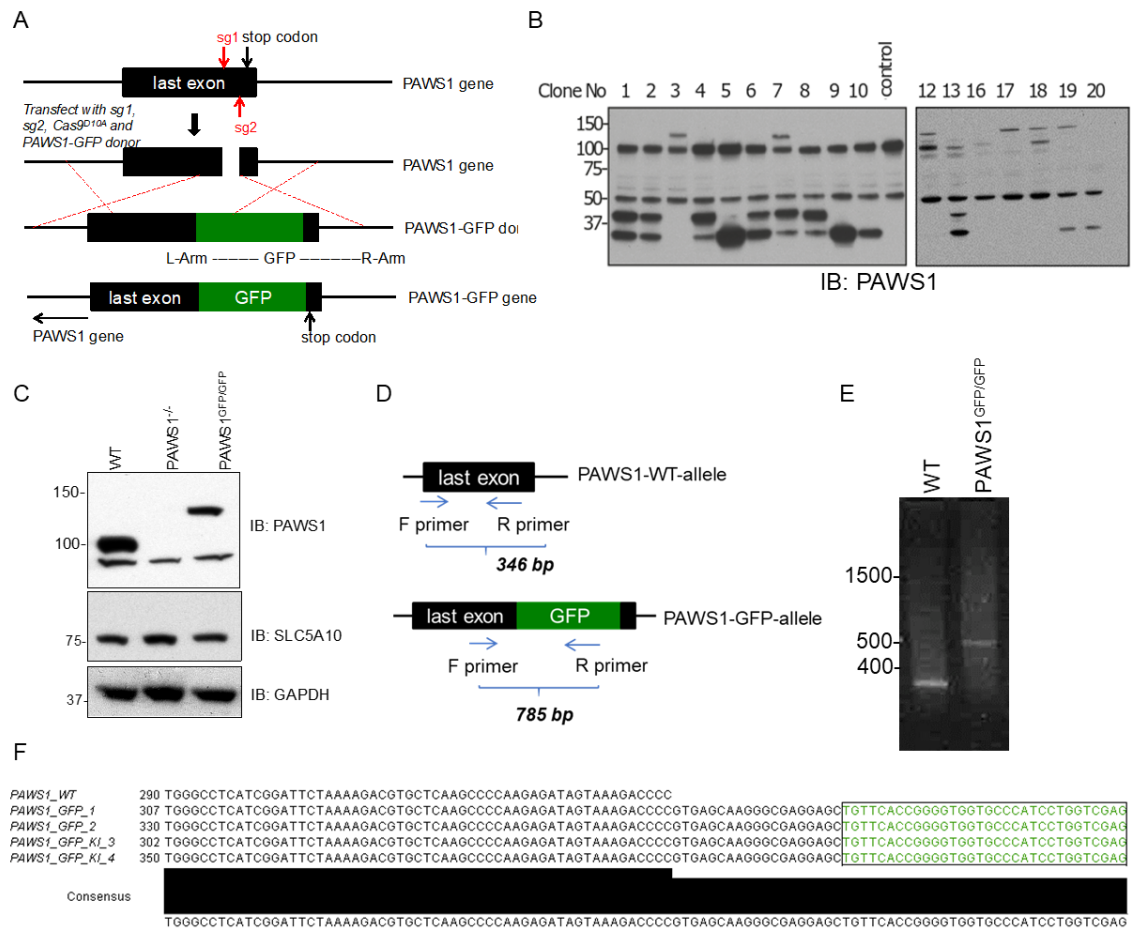 A
sg1 stop codon
last exon
PAWS1 gene
Transfect with sg1,
sg2, Cas9D10A and
PAWS1-GFP donor
sg2
PAWS1 gene
PAWS1-GFP
L-Arm ----- GFP ------R-Arm
last exon GFP
PAWS1-GFP gene
PAWS1 gene
stop codon
B
Clone No 1 2 3 4 5 6 7 8 9 10 control 12 13 16 17 18 19 20
150-
100-
75-
50-
37-
IB: PAWS1
C
WT PAWS1-/- PAWS1GFP/GFP
150-
100-
IB: PAWS1
75-
IB: SLC5A10
37-
IB: GAPDH
D
last exon
PAWS1-WT-allele
F primer R primer
346 bp
last exon GFP
PAWS1-GFP-allele
F primer R primer
785 bp
E
WT PAWS1GFP/GFP
1500-
500-
400-
F
PAWS1_WT 290 TGGGCCTCATCGGATTCTAAAAGACGTGCTCAAGCCCCAAGAGATAGTAAAGACCCC
PAWS1_GFP_1 307 TGGGCCTCATCGGATTCTAAAAGACGTGCTCAAGCCCCAAGAGATAGTAAAGACCCCGTGAGCAAGGGCGAGGAGCTGTTCACCGGGGTGGTGCCCATCCTGGTCGAG
PAWS1_GFP_2 330 TGGGCCTCATCGGATTCTAAAAGACGTGCTCAAGCCCCAAGAGATAGTAAAGACCCCGTGAGCAAGGGCGAGGAGCTGTTCACCGGGGTGGTGCCCATCCTGGTCGAG
PAWS1_GFP_KI_3 302 TGGGCCTCATCGGATTCTAAAAGACGTGCTCAAGCCCCAAGAGATAGTAAAGACCCCGTGAGCAAGGGCGAGGAGCTGTTCACCGGGGTGGTGCCCATCCTGGTCGAG
PAWS1_GFP_KI_4 350 TGGGCCTCATCGGATTCTAAAAGACGTGCTCAAGCCCCAAGAGATAGTAAAGACCCCGTGAGCAAGGGCGAGGAGCTGTTCACCGGGGTGGTGCCCATCCTGGTCGAG
Consensus
TGGGCCTCATCGGATTCTAAAAGACGTGCTCAAGCCCCAAGAGATAGTAAAGACCCCGTGAGCAAGGGCGAGGAGCTGTTCACCGGGGTGGTGCCCATCCTGGTCGAG